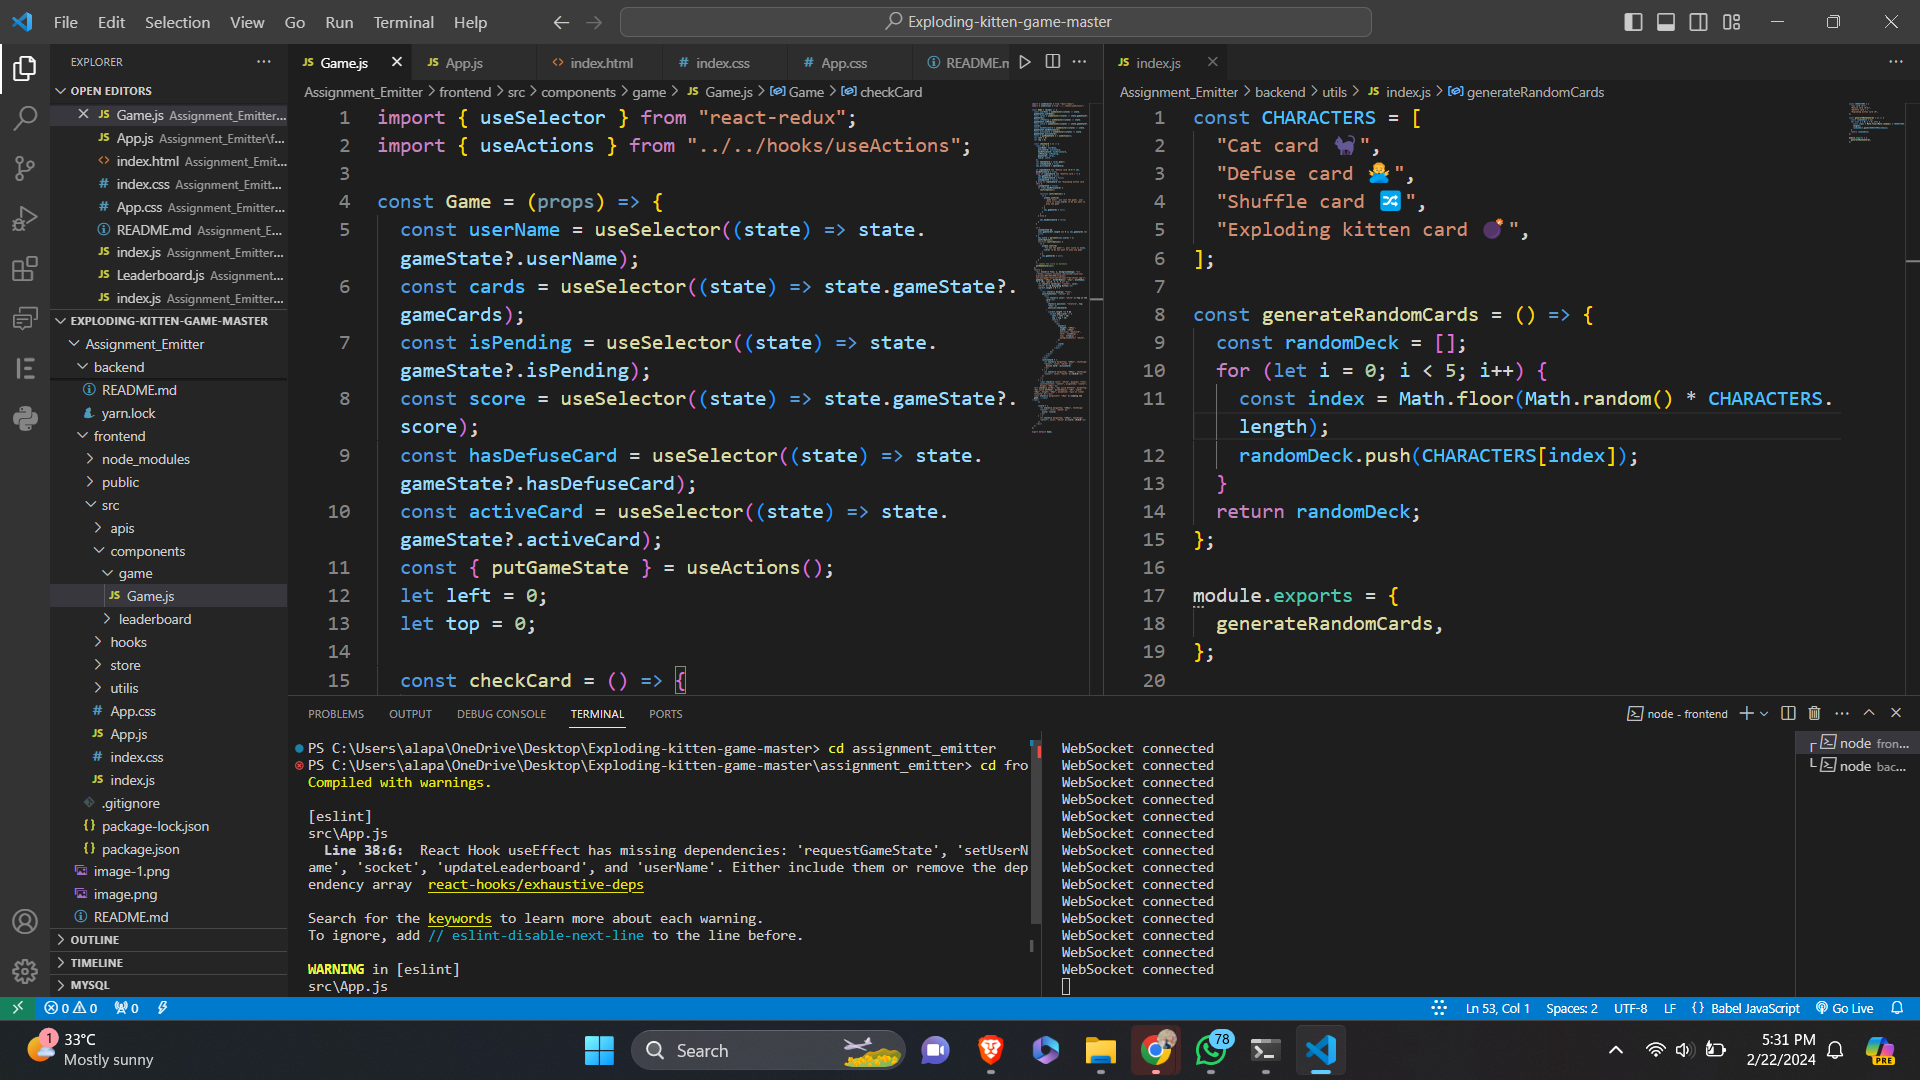 File Edit Selection View Go Run Terminal Help
Exploding-kitten-game-master
EXPLORER
OPEN EDITORS
Game.js Assignment_Emitter...
App.js Assignment_Emitter\f...
index.html Assignment_Emit...
index.css Assignment_Emitt...
App.css Assignment_Emitter...
README.md Assignment_E...
index.js Assignment_Emitter...
Leaderboard.js Assignment...
index.js Assignment_Emitter...
EXPLODING-KITTEN-GAME-MASTER
Assignment_Emitter
backend
README.md
yarn.lock
frontend
node_modules
public
src
apis
components
game
JS Game.js
leaderboard
hooks
store
utilis
# App.css
JS App.js
# index.css
JS index.js
.gitignore
{} package-lock.json
{} package.json
image-1.png
image.png
README.md
OUTLINE
TIMELINE
MYSQL
JS Game.js
JS App.js
<> index.html
# index.css
# App.css
README.m
Assignment_Emitter > frontend > src > components > game > JS Game.js > Game > checkCard
1 import { useSelector } from "react-redux";
2 import { useActions } from "../../hooks/useActions";
3
4 const Game = (props) => {
5 const userName = useSelector((state) => state.
gameState?.userName);
6 const cards = useSelector((state) => state.gameState?.
gameCards);
7 const isPending = useSelector((state) => state.
gameState?.isPending);
8 const score = useSelector((state) => state.gameState?.
score);
9 const hasDefuseCard = useSelector((state) => state.
gameState?.hasDefuseCard);
10 const activeCard = useSelector((state) => state.
gameState?.activeCard);
11 const { putGameState } = useActions();
12 let left = 0;
13 let top = 0;
14
15 const checkCard = () => {
JS index.js
Assignment_Emitter > backend > utils > JS index.js > generateRandomCards
1 const CHARACTERS = [
2 "Cat card 🐈‍⬛",
3 "Defuse card 🙅‍♂️",
4 "Shuffle card 🔀",
5 "Exploding kitten card 💣",
6 ];
7
8 const generateRandomCards = () => {
9 const randomDeck = [];
10 for (let i = 0; i < 5; i++) {
11 const index = Math.floor(Math.random() * CHARACTERS.
length);
12 randomDeck.push(CHARACTERS[index]);
13 }
14 return randomDeck;
15 };
16
17 module.exports = {
18 generateRandomCards,
19 };
20
PROBLEMS OUTPUT DEBUG CONSOLE TERMINAL PORTS
node - frontend
PS C:\Users\alapa\OneDrive\Desktop\Exploding-kitten-game-master> cd assignment_emitter
PS C:\Users\alapa\OneDrive\Desktop\Exploding-kitten-game-master\assignment_emitter> cd fro
Compiled with warnings.
[eslint]
src\App.js
Line 38:6: React Hook useEffect has missing dependencies: 'requestGameState', 'setUserN
ame', 'socket', 'updateLeaderboard', and 'userName'. Either include them or remove the dep
endency array react-hooks/exhaustive-deps
Search for the keywords to learn more about each warning.
To ignore, add // eslint-disable-next-line to the line before.
WARNING in [eslint]
src\App.js
WebSocket connected
WebSocket connected
WebSocket connected
WebSocket connected
WebSocket connected
WebSocket connected
WebSocket connected
WebSocket connected
WebSocket connected
WebSocket connected
WebSocket connected
WebSocket connected
WebSocket connected
WebSocket connected
node fron...
node bac...
0 0 0
Ln 53, Col 1 Spaces: 2 UTF-8 LF {} Babel JavaScript Go Live
1
33°C
Mostly sunny
Search
78
5:31 PM
2/22/2024
PRE